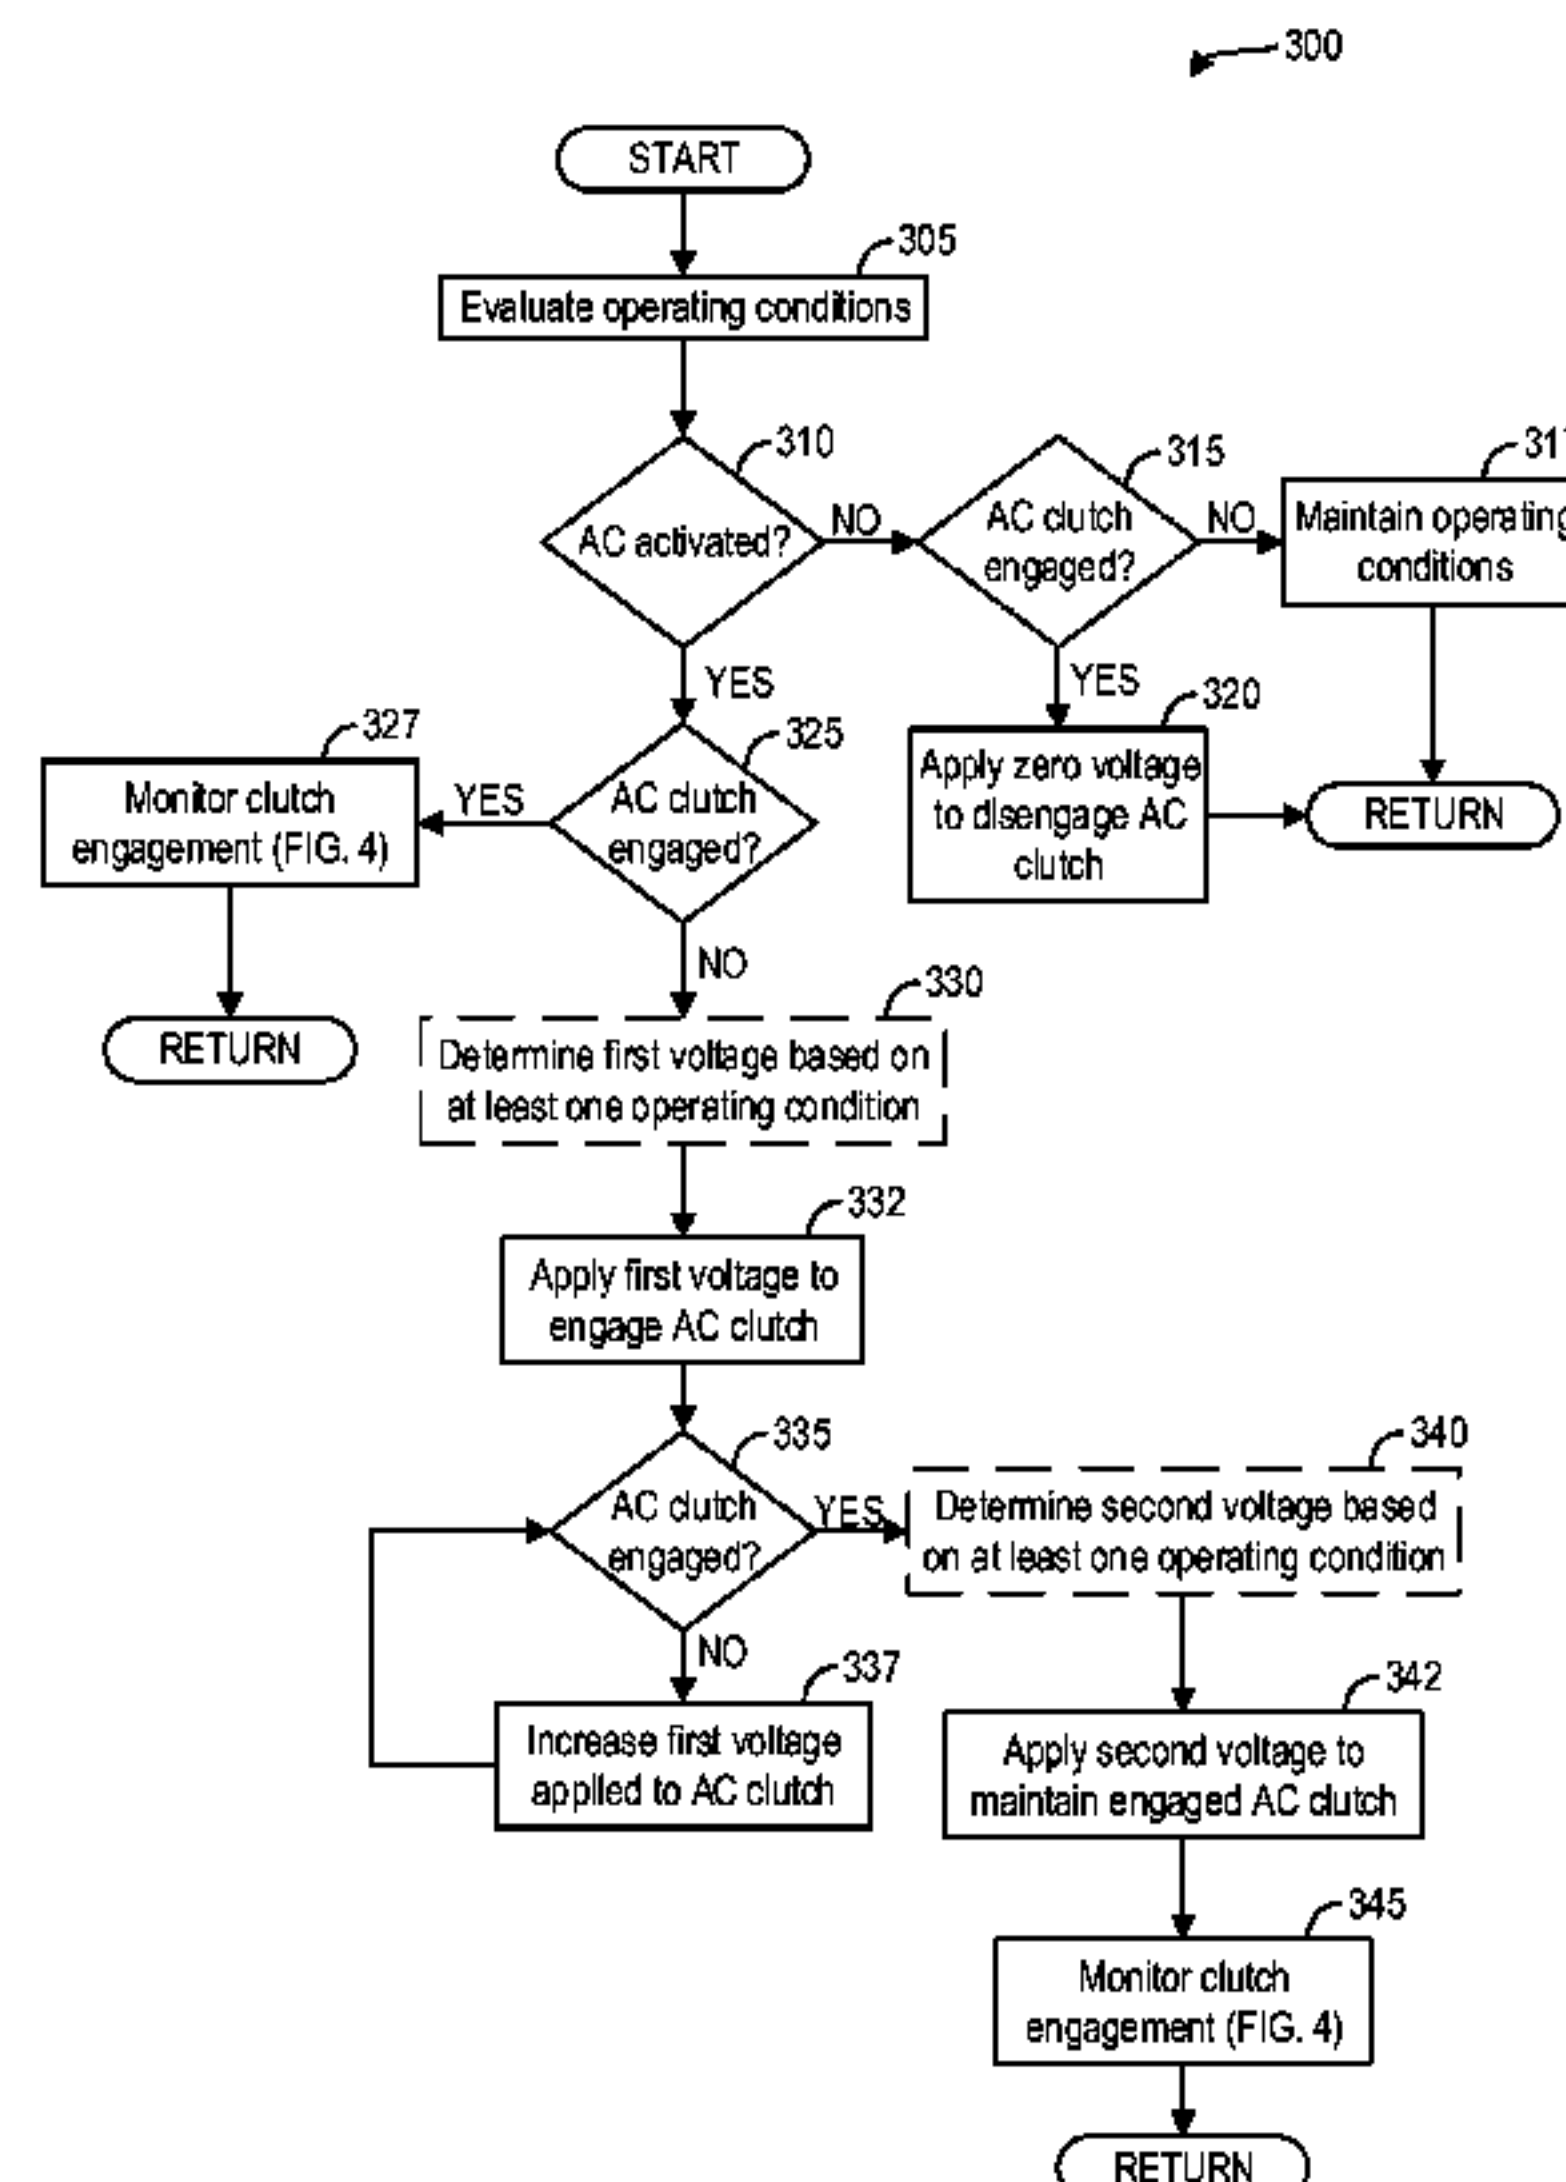 300
START
305
Evaluate operating conditions
310
AC activated?
NO
315
AC clutch
engaged?
NO
Maintain operating
conditions
YES
YES
320
Apply zero voltage
to disengage AC
clutch
RETURN
325
AC clutch
engaged?
YES
327
Monitor clutch
engagement (FIG. 4)
RETURN
NO
330
Determine first voltage based on
at least one operating condition
332
Apply first voltage to
engage AC clutch
335
AC clutch
engaged?
YES
340
Determine second voltage based
on at least one operating condition
NO
337
Increase first voltage
applied to AC clutch
342
Apply second voltage to
maintain engaged AC clutch
345
Monitor clutch
engagement (FIG. 4)
RETURN